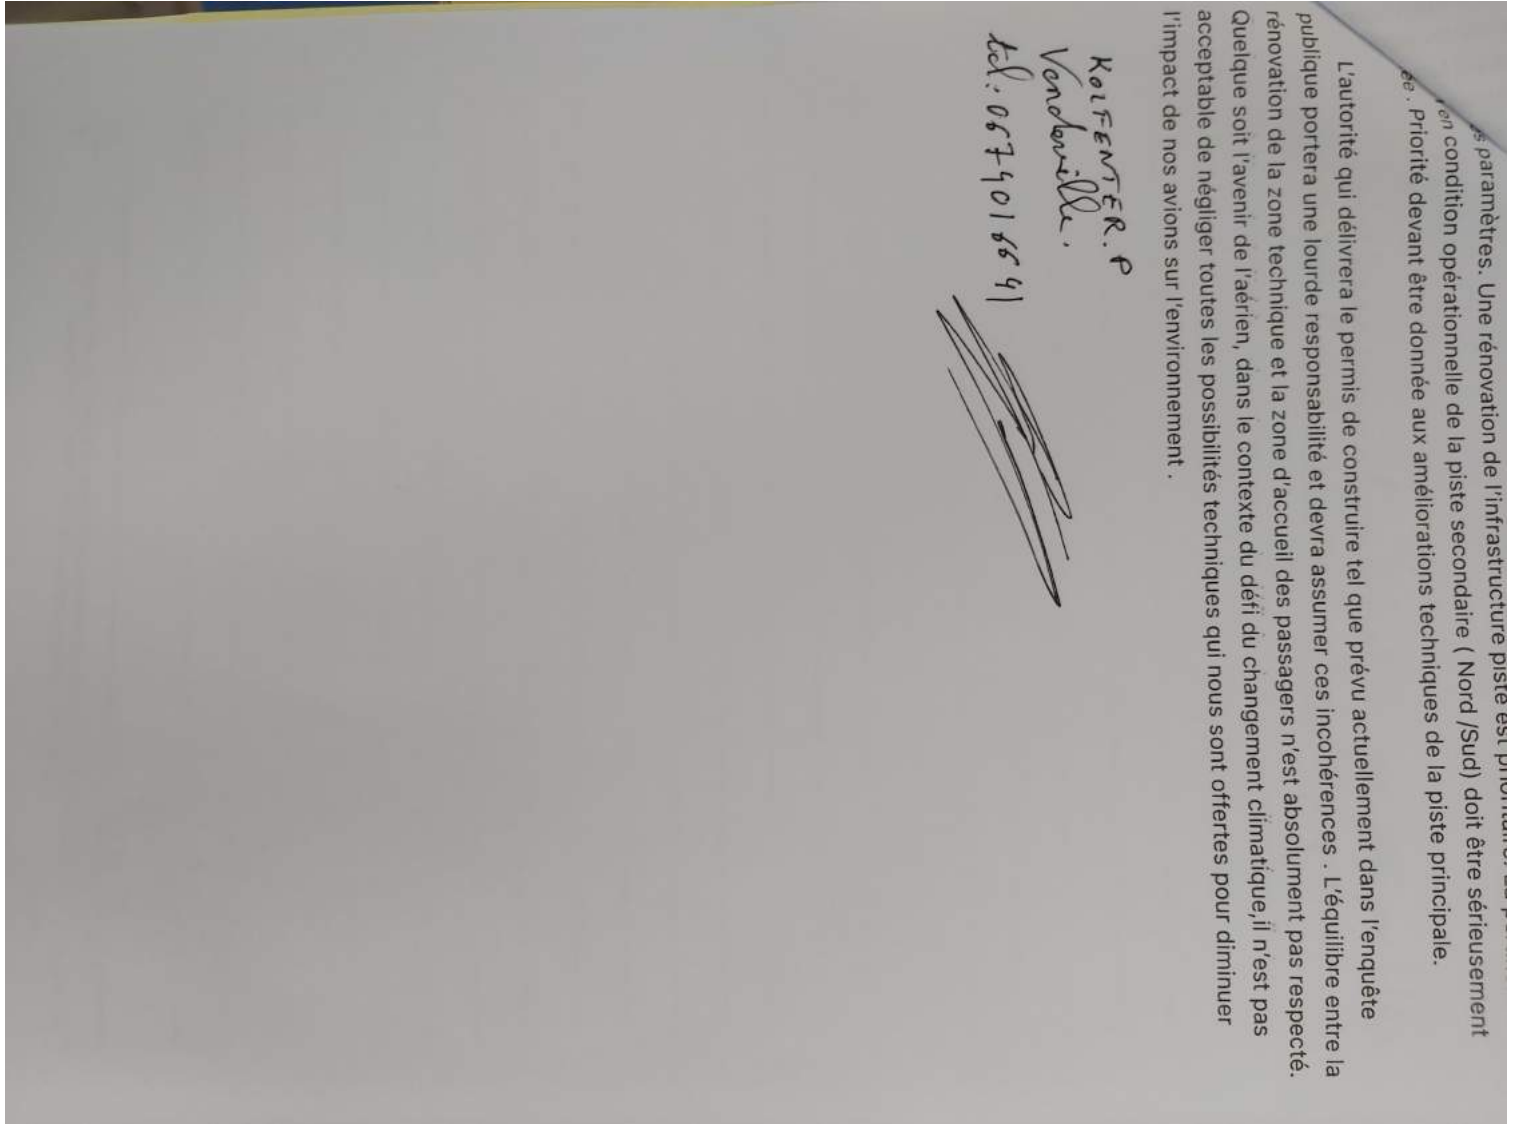 paramètres. Une rénovation de l'infrastructure piste est
condition opérationnelle de la piste secondaire ( Nord /Sud) doit être sérieusement
ée . Priorité devant être donnée aux améliorations techniques de la piste principale.
L'autorité qui délivrera le permis de construire tel que prévu actuellement dans l'enquête
publique portera une lourde responsabilité et devra assumer ces incohérences . L'équilibre entre la
rénovation de la zone technique et la zone d'accueil des passagers n'est absolument pas respecté.
Quelque soit l'avenir de l'aérien, dans le contexte du défi du changement climatique,il n'est pas
acceptable de négliger toutes les possibilités techniques qui nous sont offertes pour diminuer
l'impact de nos avions sur l'environnement .
KOLFENTER. P
Vendeville.
tel: 0674016641